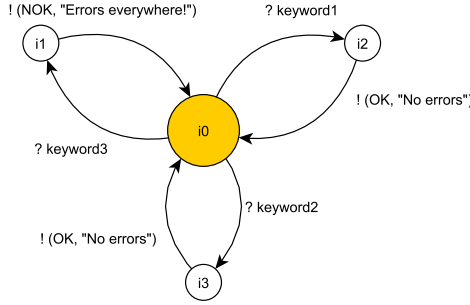 ! (NOK, "Errors everywhere!")
? keyword1
i1
i2
! (OK, "No errors")
i0
? keyword3
? keyword2
! (OK, "No errors")
i3